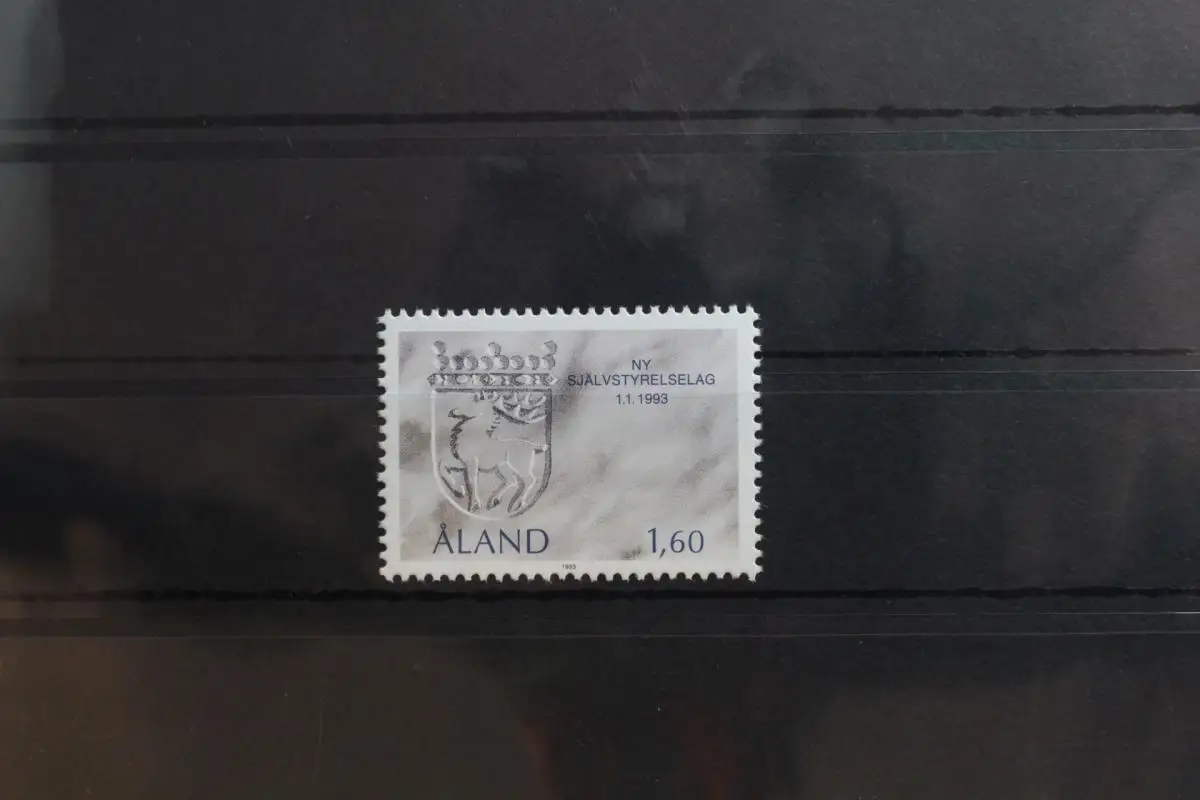 NY
SJÄLVSTYRELSELAG
1.1. 1993
ÅLAND
1,60
1993